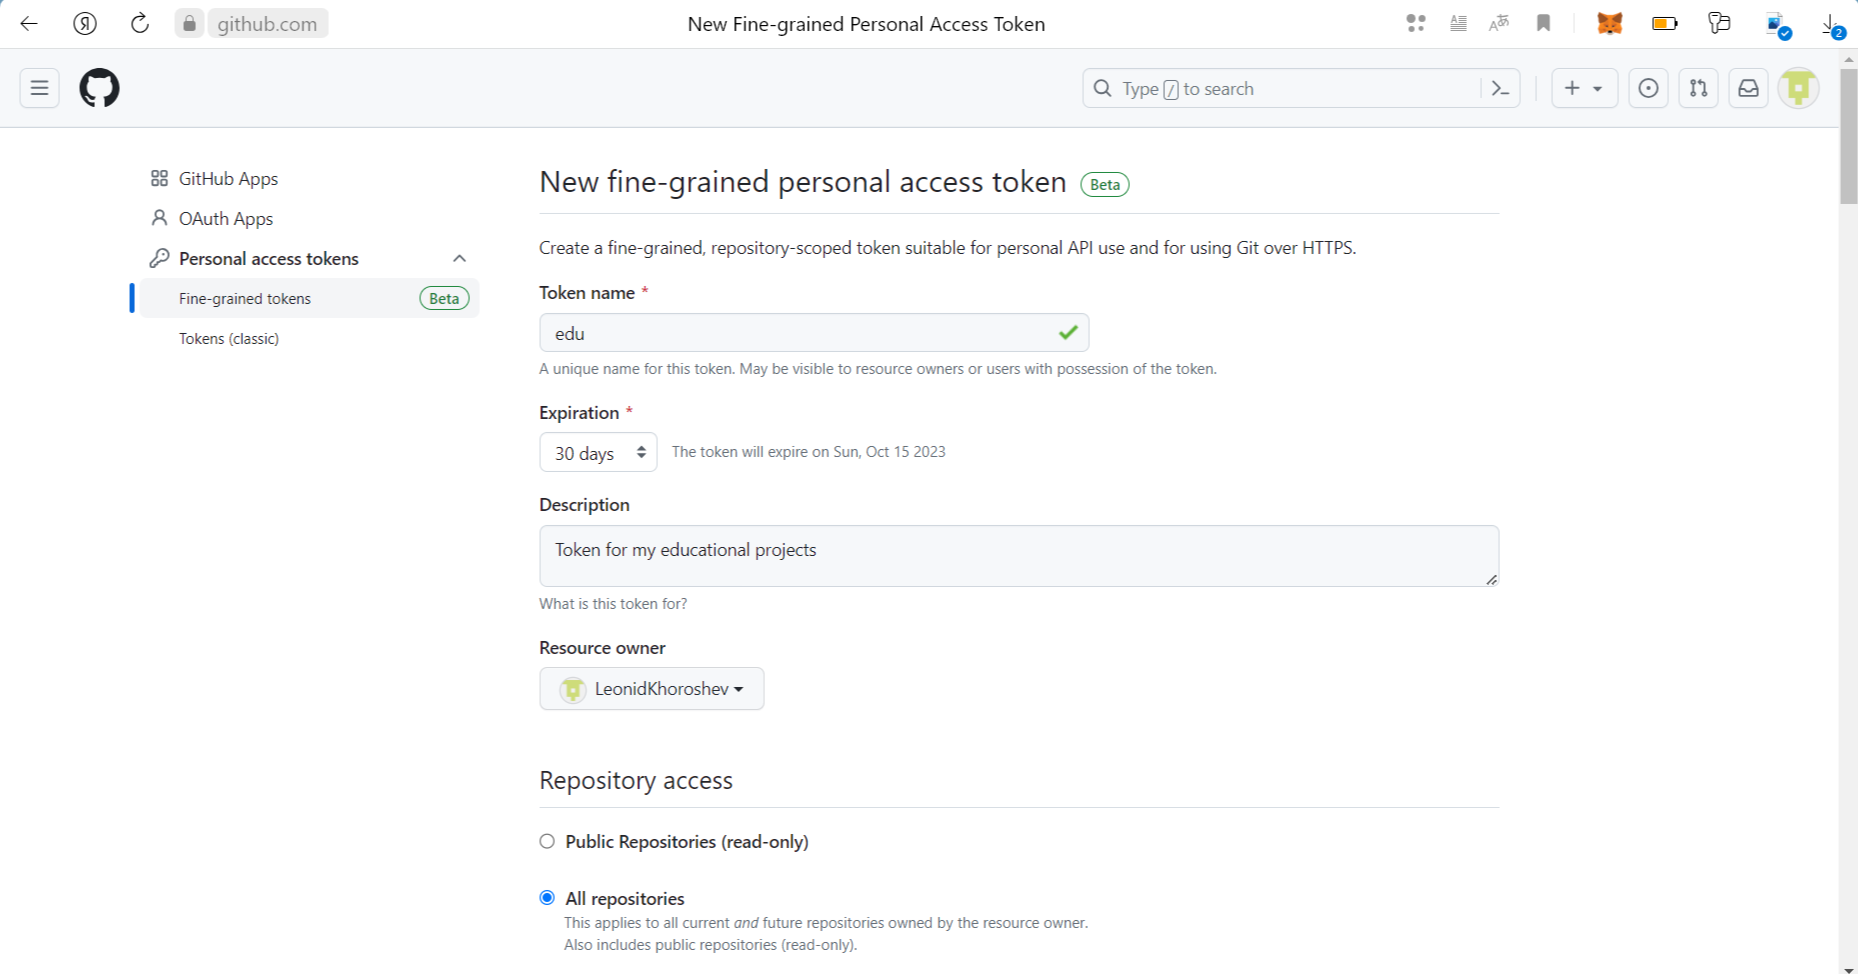 github.com
New Fine-grained Personal Access Token
2
Type / to search
GitHub Apps
OAuth Apps
Personal access tokens
Fine-grained tokens Beta
Tokens (classic)
New fine-grained personal access token Beta
Create a fine-grained, repository-scoped token suitable for personal API use and for using Git over HTTPS.
Token name *
edu
A unique name for this token. May be visible to resource owners or users with possession of the token.
Expiration *
30 days The token will expire on Sun, Oct 15 2023
Description
Token for my educational projects
What is this token for?
Resource owner
LeonidKhoroshev
Repository access
Public Repositories (read-only)
All repositories
This applies to all current and future repositories owned by the resource owner.
Also includes public repositories (read-only).